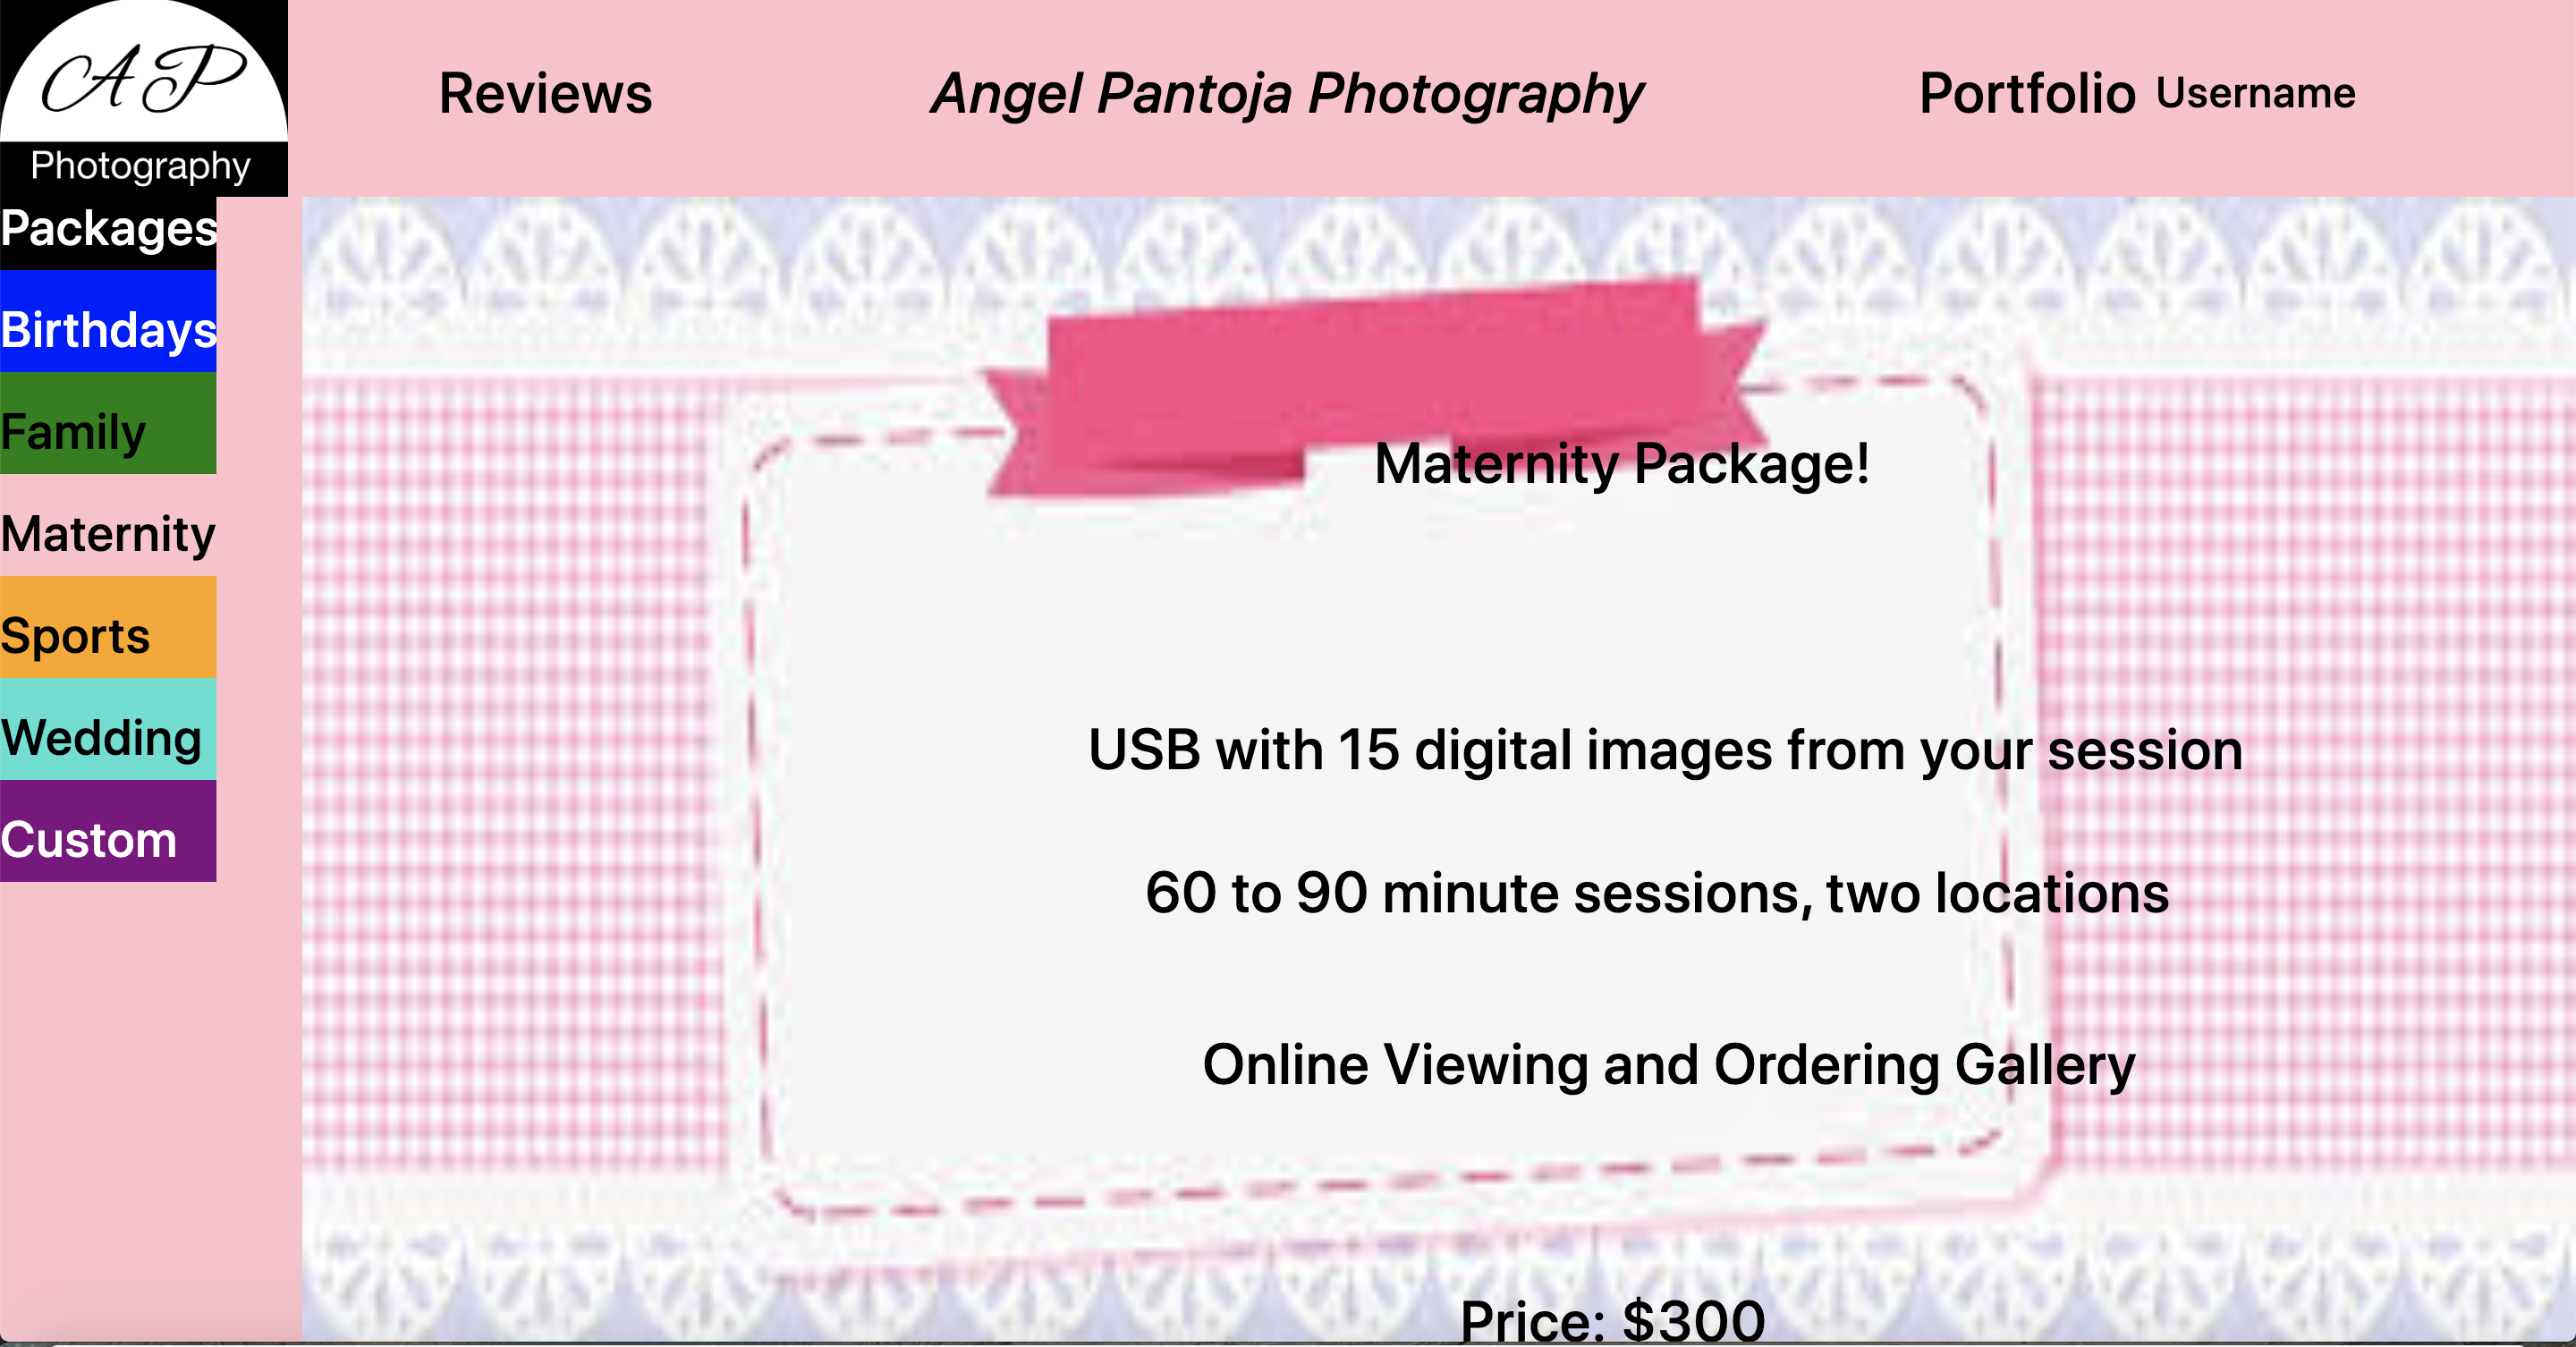 AP
Photography
Reviews
Angel Pantoja Photography
Portfolio
Username
Packages
Birthdays
Family
Maternity
Sports
Wedding
Custom
Maternity Package!
USB with 15 digital images from your session
60 to 90 minute sessions, two locations
Online Viewing and Ordering Gallery
Price: $300